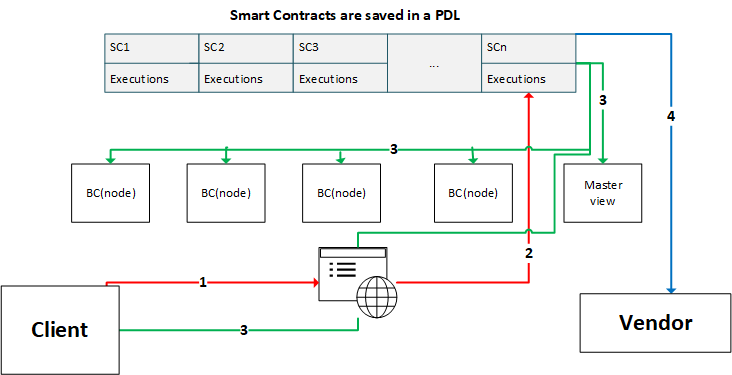 Smart Contracts are saved in a PDL
SC1
SC2
SC3
...
SCn
Executions
Executions
Executions
Executions
3
4
3
BC(node)
BC(node)
BC(node)
BC(node)
Master
view
2
1
Client
3
Vendor